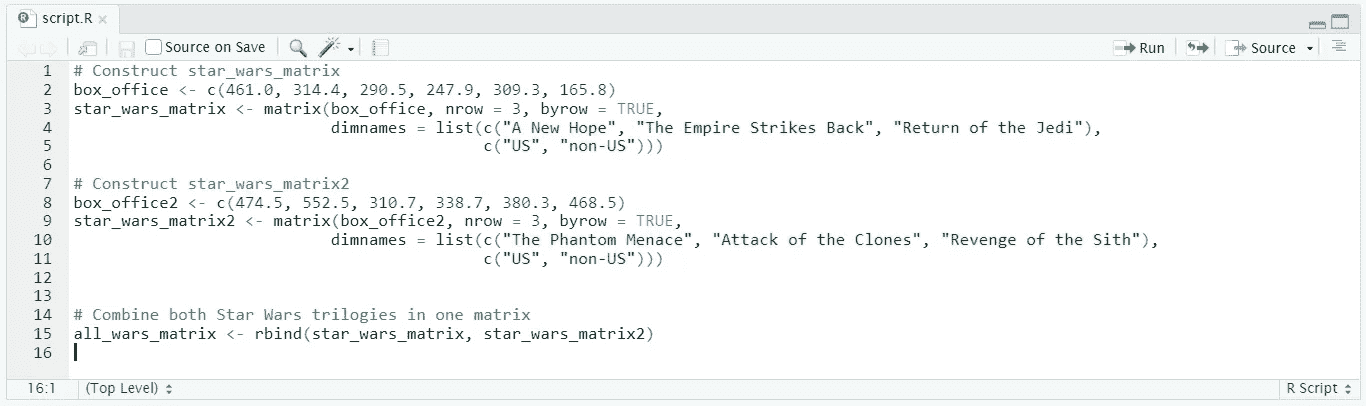 script.R
Source on Save
Run
Source
1 # Construct star_wars_matrix
2 box_office <- c(461.0, 314.4, 290.5, 247.9, 309.3, 165.8)
3 star_wars_matrix <- matrix(box_office, nrow = 3, byrow = TRUE,
4                            dimnames = list(c("A New Hope", "The Empire Strikes Back", "Return of the Jedi"),
5                                            c("US", "non-US")))
6
7 # Construct star_wars_matrix2
8 box_office2 <- c(474.5, 552.5, 310.7, 338.7, 380.3, 468.5)
9 star_wars_matrix2 <- matrix(box_office2, nrow = 3, byrow = TRUE,
10                            dimnames = list(c("The Phantom Menace", "Attack of the Clones", "Revenge of the Sith"),
11                                            c("US", "non-US")))
12
13
14 # Combine both Star Wars trilogies in one matrix
15 all_wars_matrix <- rbind(star_wars_matrix, star_wars_matrix2)
16
16:1 (Top Level) R Script